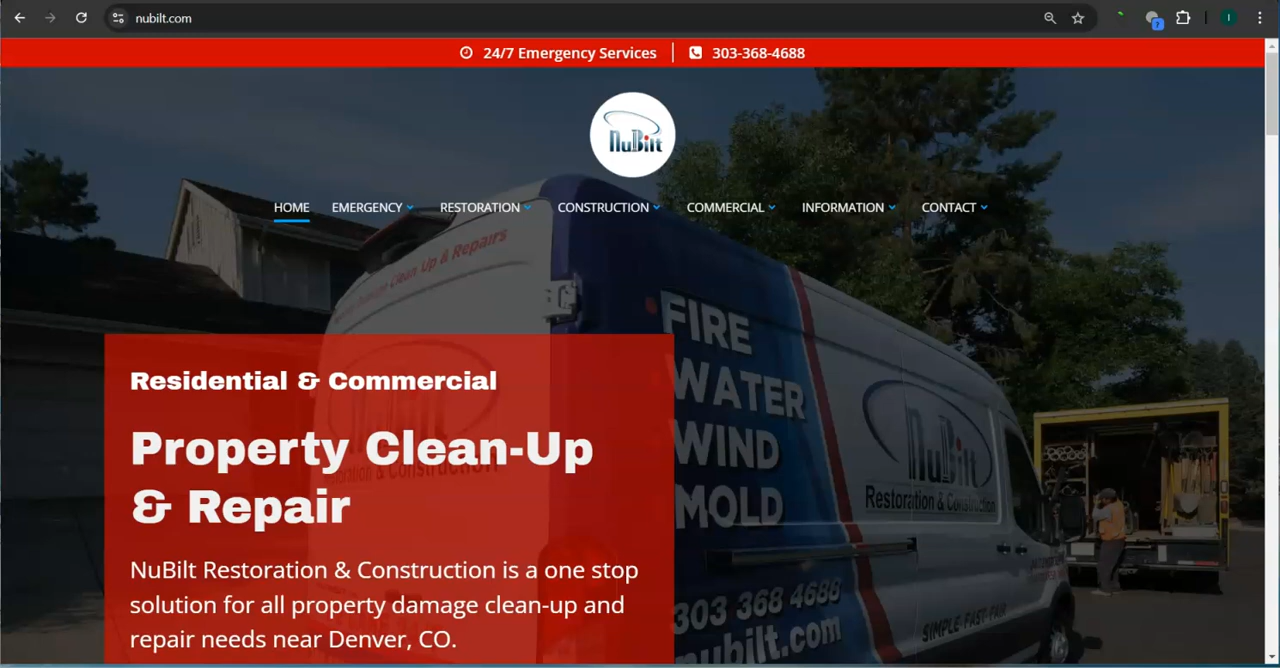 nubilt.com
24/7 Emergency Services 303-368-4688
NuBilt
HOME EMERGENCY RESTORATION CONSTRUCTION COMMERCIAL INFORMATION CONTACT
Clean Up & Repairs
FIRE
WATER
WIND
MOLD
NuBilt
Restoration & Construction
303 368 4688
nubilt.com
SIMPLE-FAST-FAIR
Residential & Commercial
Property Clean-Up
& Repair
NuBilt Restoration & Construction is a one stop
solution for all property damage clean-up and
repair needs near Denver, CO.